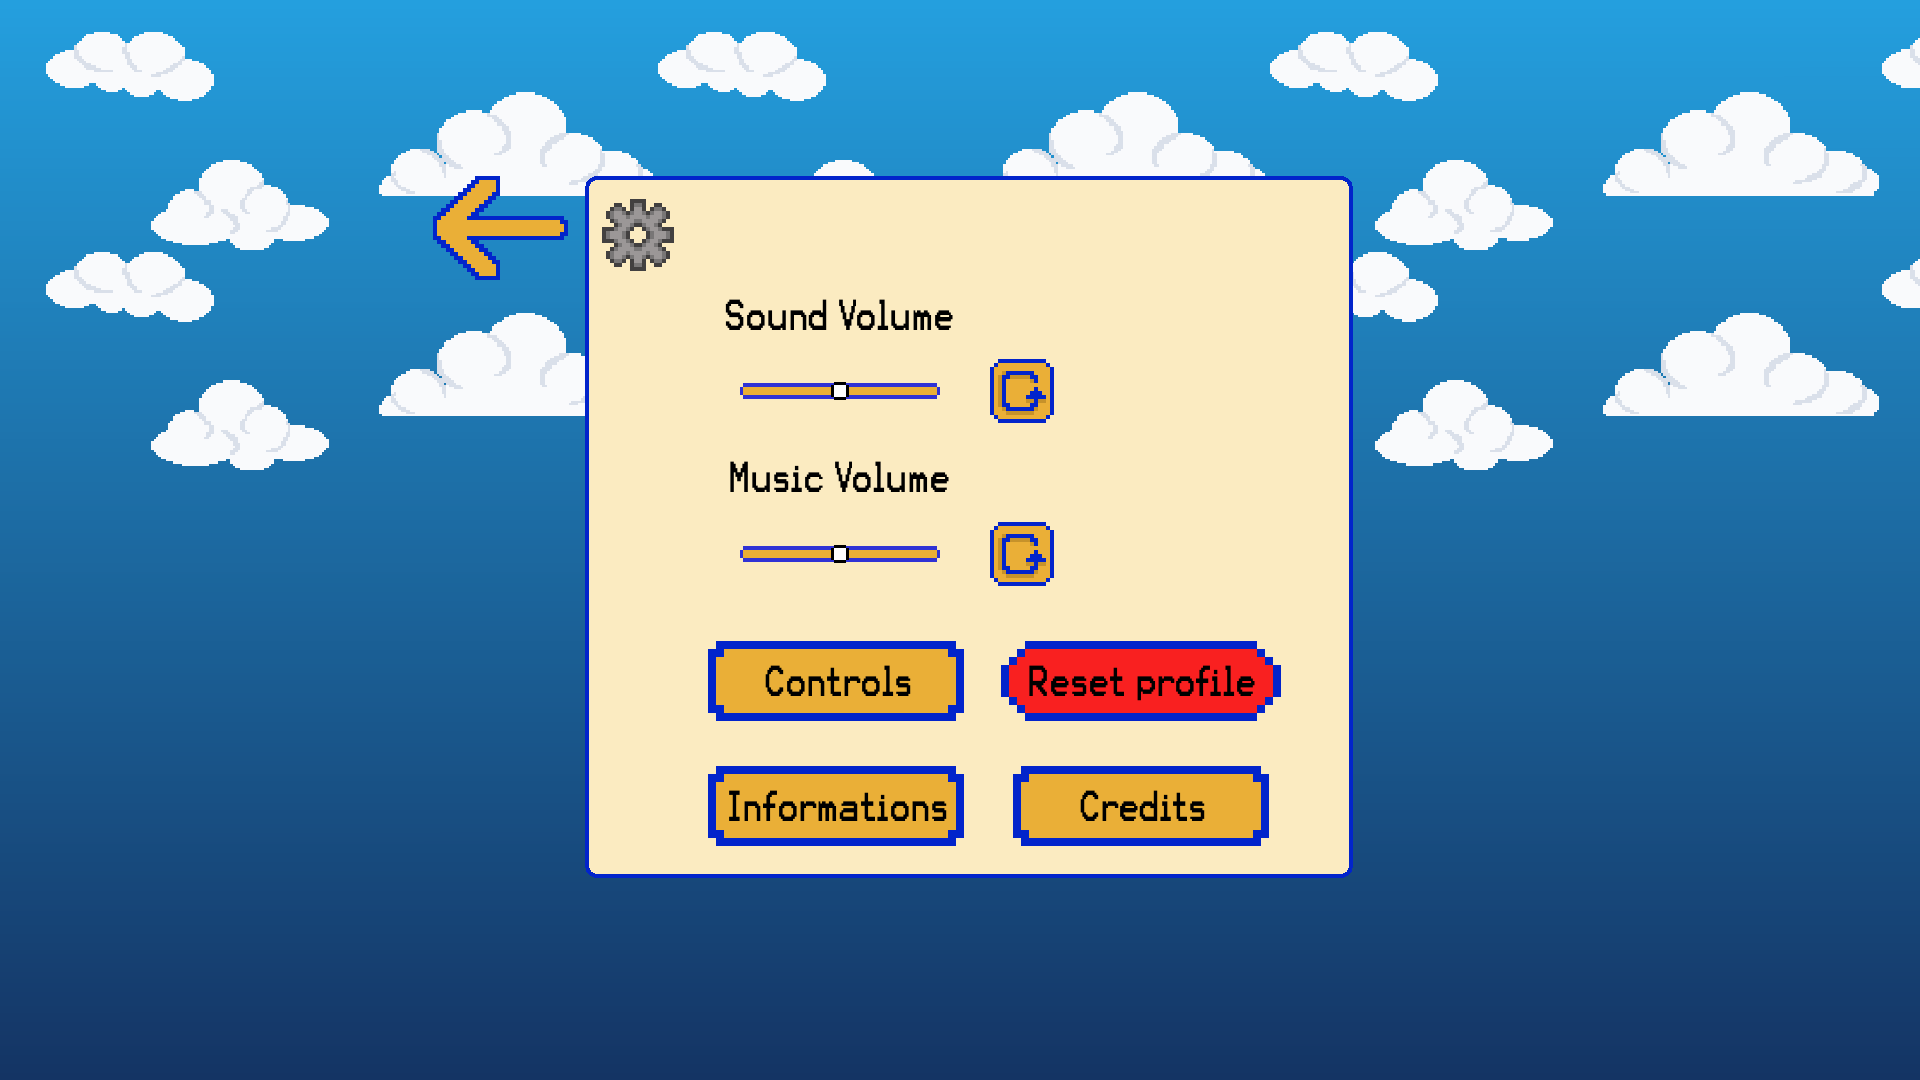 Sound Volume
Music Volume
Controls
Reset profile
Informations
Credits